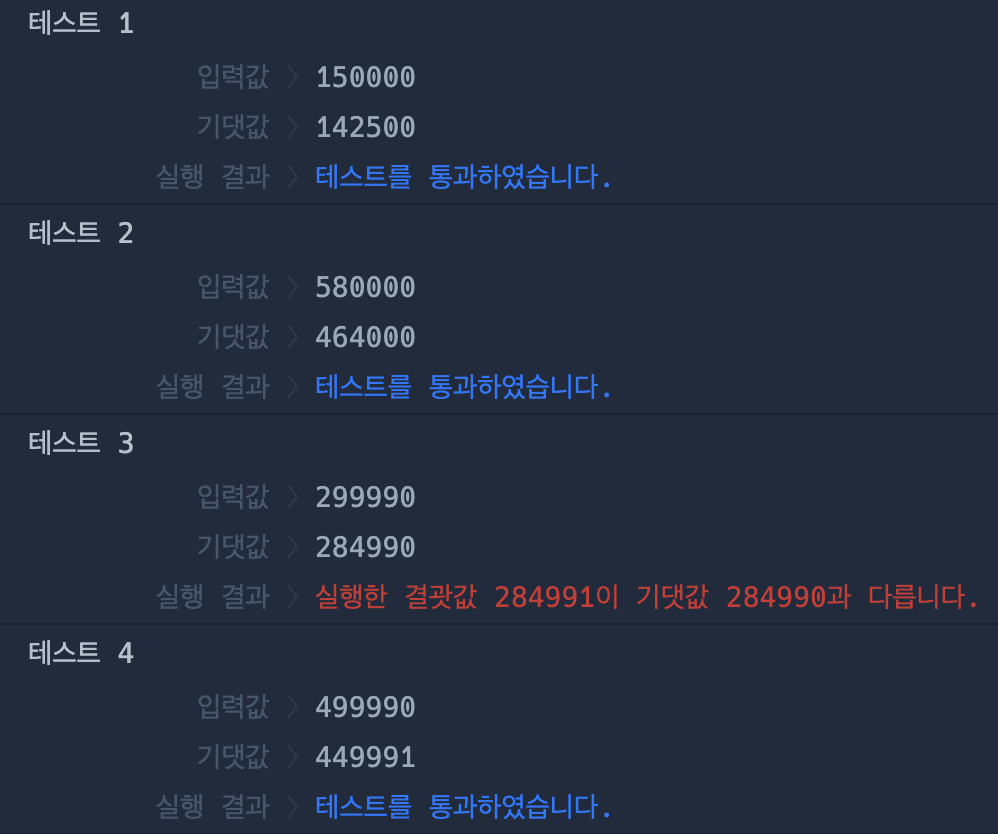 테스트 1
입력값 > 150000
기댓값 > 142500
실행 결과 > 테스트를 통과하였습니다.
테스트 2
입력값 > 580000
기댓값 > 464000
실행 결과 > 테스트를 통과하였습니다.
테스트 3
입력값 > 299990
기댓값 > 284990
실행 결과 > 실행한 결괏값 284991이 기댓값 284990과 다릅니다.
테스트 4
입력값 > 499990
기댓값 > 449991
실행 결과 > 테스트를 통과하였습니다.